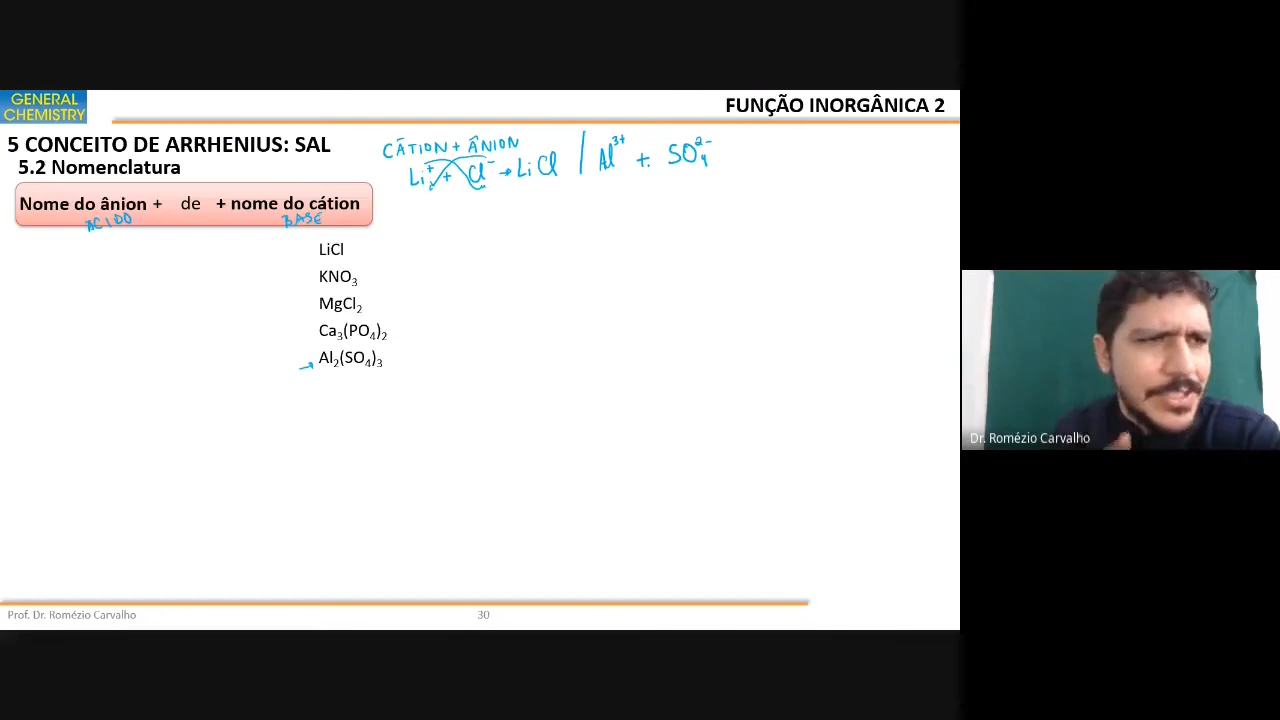 GENERAL
CHEMISTRY
FUNÇÃO INORGÂNICA 2
5 CONCEITO DE ARRHENIUS: SAL
5.2 Nomenclatura
CÁTION + ÂNION
Li⁺ + Cl⁻ → LiCl | Al³⁺ + SO₄²⁻
Nome do ânion + de + nome do cátion
ÁCIDO BASE
LiCl
KNO₃
MgCl₂
Ca₃(PO₄)₂
→ Al₂(SO₄)₃
Dr. Romézio Carvalho
Prof. Dr. Romézio Carvalho 30